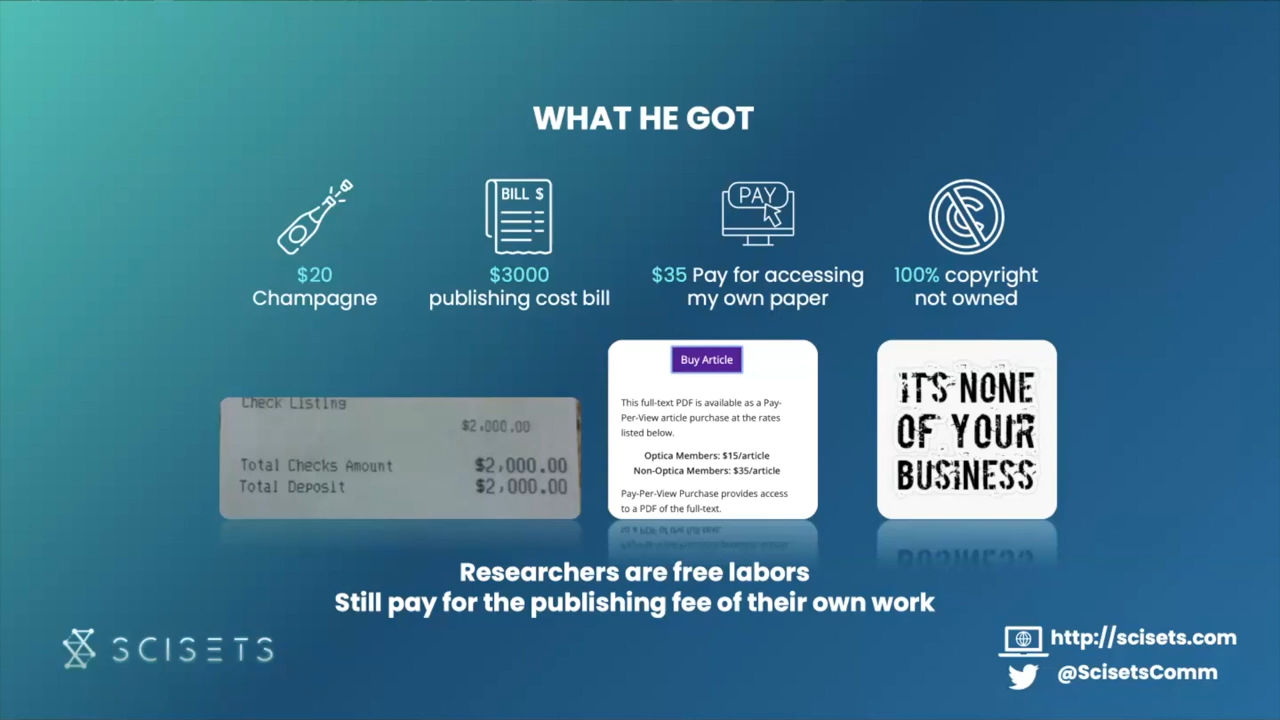 WHAT HE GOT
BILL $
PAY
$20
Champagne
$3000
publishing cost bill
$35 Pay for accessing
my own paper
100% copyright
not owned
Check Listing
$2,000.00
Total Checks Amount $2,000.00
Total Deposit $2,000.00
Buy Article
This full-text PDF is available as a Pay-
Per-View article purchase at the rates
listed below.
Optica Members: $15/article
Non-Optica Members: $35/article
Pay-Per-View Purchase provides access
to a PDF of the full-text.
IT'S NONE
OF YOUR
BUSINESS
Researchers are free labors
Still pay for the publishing fee of their own work
SCISETS
http://scisets.com
@ScisetsComm